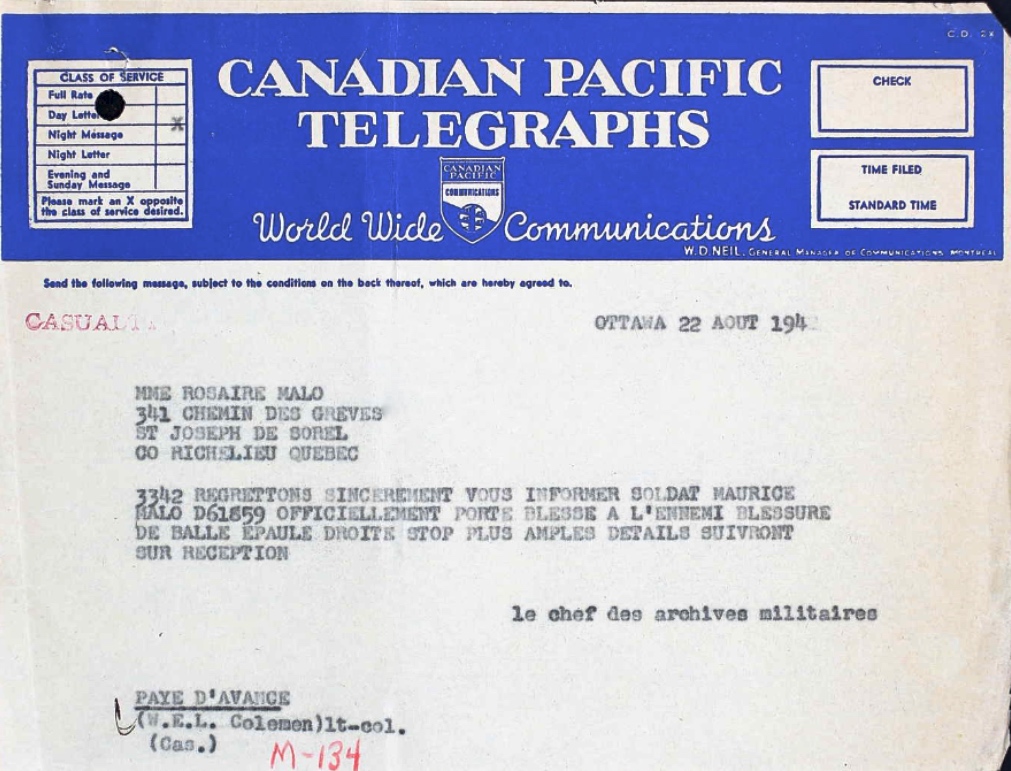 C.D. 2X
CLASS OF SERVICE
Full Rate
Day Letter
X
Night Message
Night Letter
Evening and
Sunday Message
Please mark an X opposite
the class of service desired.
CANADIAN PACIFIC
TELEGRAPHS
CANADIAN
PACIFIC
COMMUNICATIONS
World Wide Communications
CHECK
TIME FILED
STANDARD TIME
W.D.NEIL, GENERAL MANAGER OF COMMUNICATIONS MONTREAL
Send the following message, subject to the conditions on the back thereof, which are hereby agreed to.
OTTAWA 22 AOUT
MME ROSAIRE MALO
341 CHEMIN DES GREVES
ST JOSEPH DE SOREL
CO RICHELIEU QUEBEC
3342 REGRETTONS SINCEREMENT VOUS INFORMER SOLDAT MAURICE
MALO D61859 OFFICIELLEMENT PORTE BLESSE A L'ENNEMI BLESSURE
DE BALLE EPAULE DROITE STOP PLUS AMPLES DETAILS SUIVRONT
SUR RECEPTION
le chef des archives militaires
PAYE D'AVANCE
(W.E.L. Colemen)lt-col.
(Cas.)
M-134